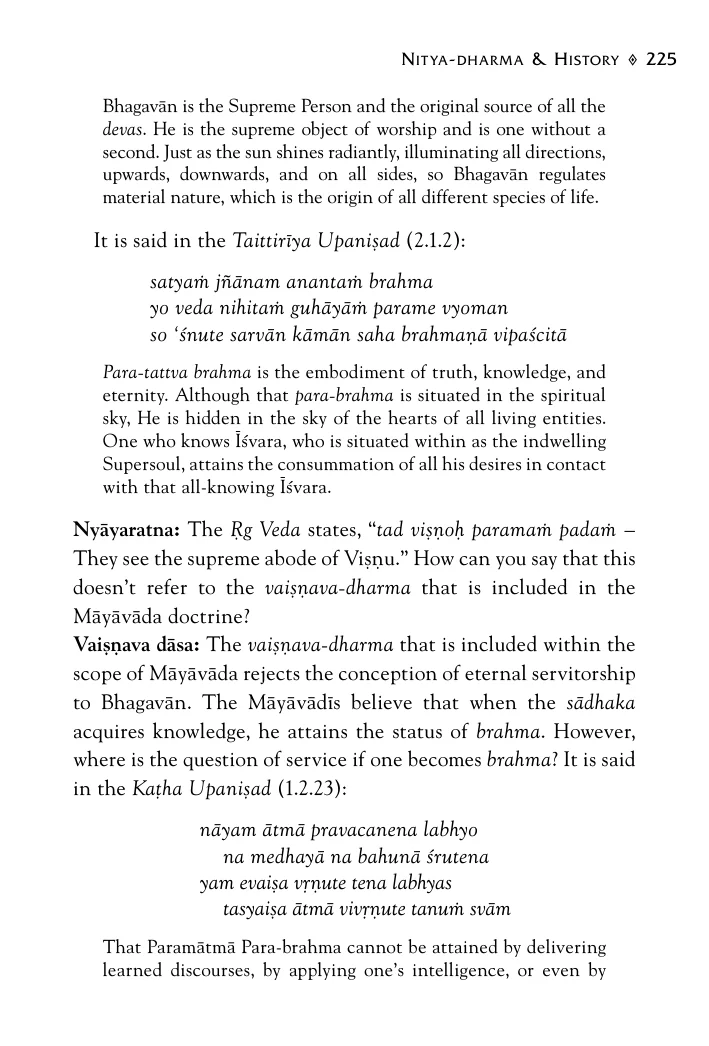 NITYA-DHARMA & HISTORY ◈ 225
Bhagavān is the Supreme Person and the original source of all the
devas. He is the supreme object of worship and is one without a
second. Just as the sun shines radiantly, illuminating all directions,
upwards, downwards, and on all sides, so Bhagavān regulates
material nature, which is the origin of all different species of life.
It is said in the Taittirīya Upaniṣad (2.1.2):
satyaṁ jñānam anantaṁ brahma
yo veda nihitaṁ guhāyāṁ parame vyoman
so ‘śnute sarvān kāmān saha brahmaṇā vipaścitā
Para-tattva brahma is the embodiment of truth, knowledge, and
eternity. Although that para-brahma is situated in the spiritual
sky, He is hidden in the sky of the hearts of all living entities.
One who knows Īśvara, who is situated within as the indwelling
Supersoul, attains the consummation of all his desires in contact
with that all-knowing Īśvara.
Nyāyaratna: The Ṛg Veda states, “tad viṣṇoḥ paramaṁ padaṁ –
They see the supreme abode of Viṣṇu.” How can you say that this
doesn’t refer to the vaiṣṇava-dharma that is included in the
Māyāvāda doctrine?
Vaiṣṇava dāsa: The vaiṣṇava-dharma that is included within the
scope of Māyāvāda rejects the conception of eternal servitorship
to Bhagavān. The Māyāvādīs believe that when the sādhaka
acquires knowledge, he attains the status of brahma. However,
where is the question of service if one becomes brahma? It is said
in the Kaṭha Upaniṣad (1.2.23):
nāyam ātmā pravacanena labhyo
na medhayā na bahunā śrutena
yam evaiṣa vṛṇute tena labhyas
tasyaiṣa ātmā vivṛṇute tanuṁ svām
That Paramātmā Para-brahma cannot be attained by delivering
learned discourses, by applying one’s intelligence, or even by